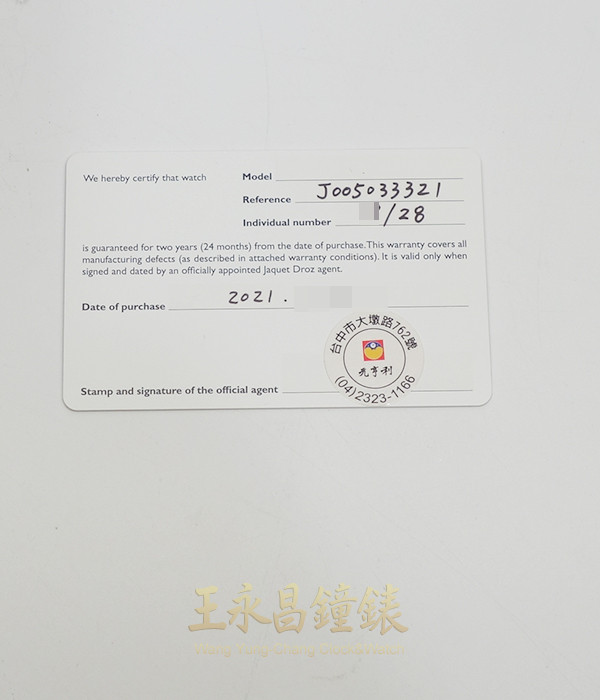 We hereby certify that watch
Model
Reference J005033321
Individual number /28
is guaranteed for two years (24 months) from the date of purchase. This warranty covers all
manufacturing defects (as described in attached warranty conditions). It is valid only when
signed and dated by an officially appointed Jaquet Droz agent.
Date of purchase 2021.
台中市大墩路762號
亮亨利
(04)2323-1166
Stamp and signature of the official agent
王永昌鐘錶